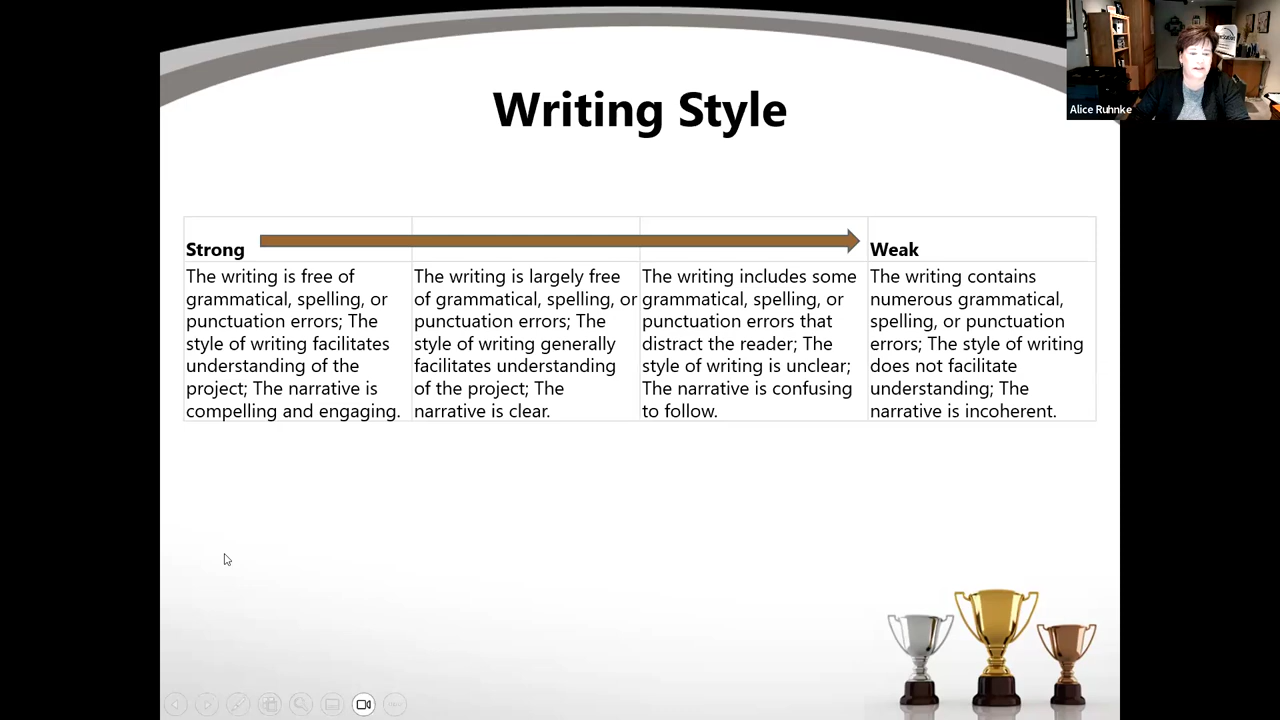 Writing Style
Alice Ruhnke
Strong
Weak
The writing is free of
grammatical, spelling, or
punctuation errors; The
style of writing facilitates
understanding of the
project; The narrative is
compelling and engaging.
The writing is largely free
of grammatical, spelling, or
punctuation errors; The
style of writing generally
facilitates understanding
of the project; The
narrative is clear.
The writing includes some
grammatical, spelling, or
punctuation errors that
distract the reader; The
style of writing is unclear;
The narrative is confusing
to follow.
The writing contains
numerous grammatical,
spelling, or punctuation
errors; The style of writing
does not facilitate
understanding; The
narrative is incoherent.